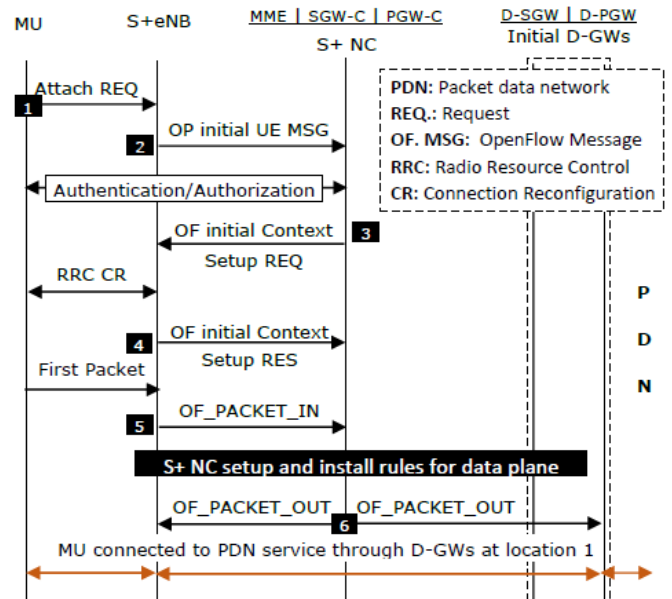 MU
S+eNB
MME | SGW-C | PGW-C
S+ NC
D-SGW | D-PGW
Initial D-GWs
PDN: Packet data network
REQ.: Request
OF. MSG: OpenFlow Message
RRC: Radio Resource Control
CR: Connection Reconfiguration
Attach REQ
1
OP initial UE MSG
2
Authentication/Authorization
OF initial Context
3
Setup REQ
RRC CR
P
D
N
OF initial Context
4
Setup RES
First Packet
OF_PACKET_IN
5
S+ NC setup and install rules for data plane
OF_PACKET_OUT
OF_PACKET_OUT
6
MU connected to PDN service through D-GWs at location 1